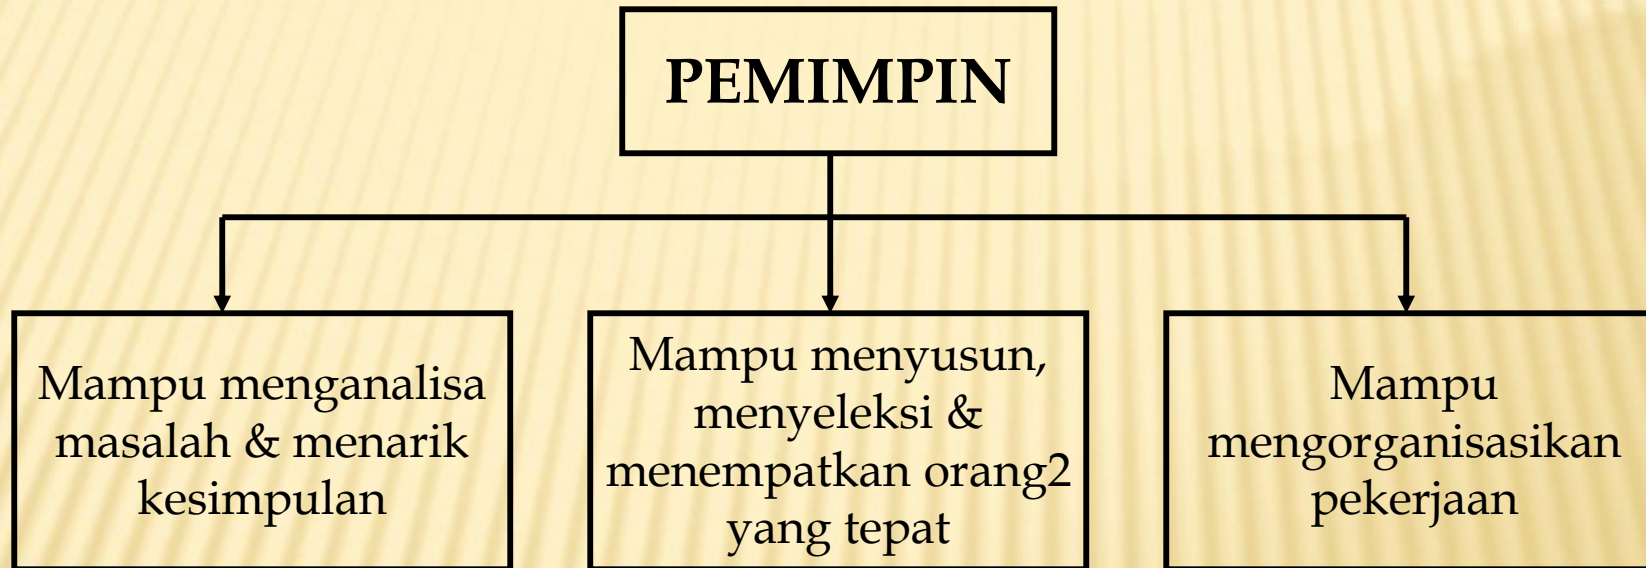 PEMIMPIN
Mampu menganalisa
masalah & menarik
kesimpulan
Mampu menyusun,
menyeleksi &
menempatkan orang2
yang tepat
Mampu
mengorganisasikan
pekerjaan